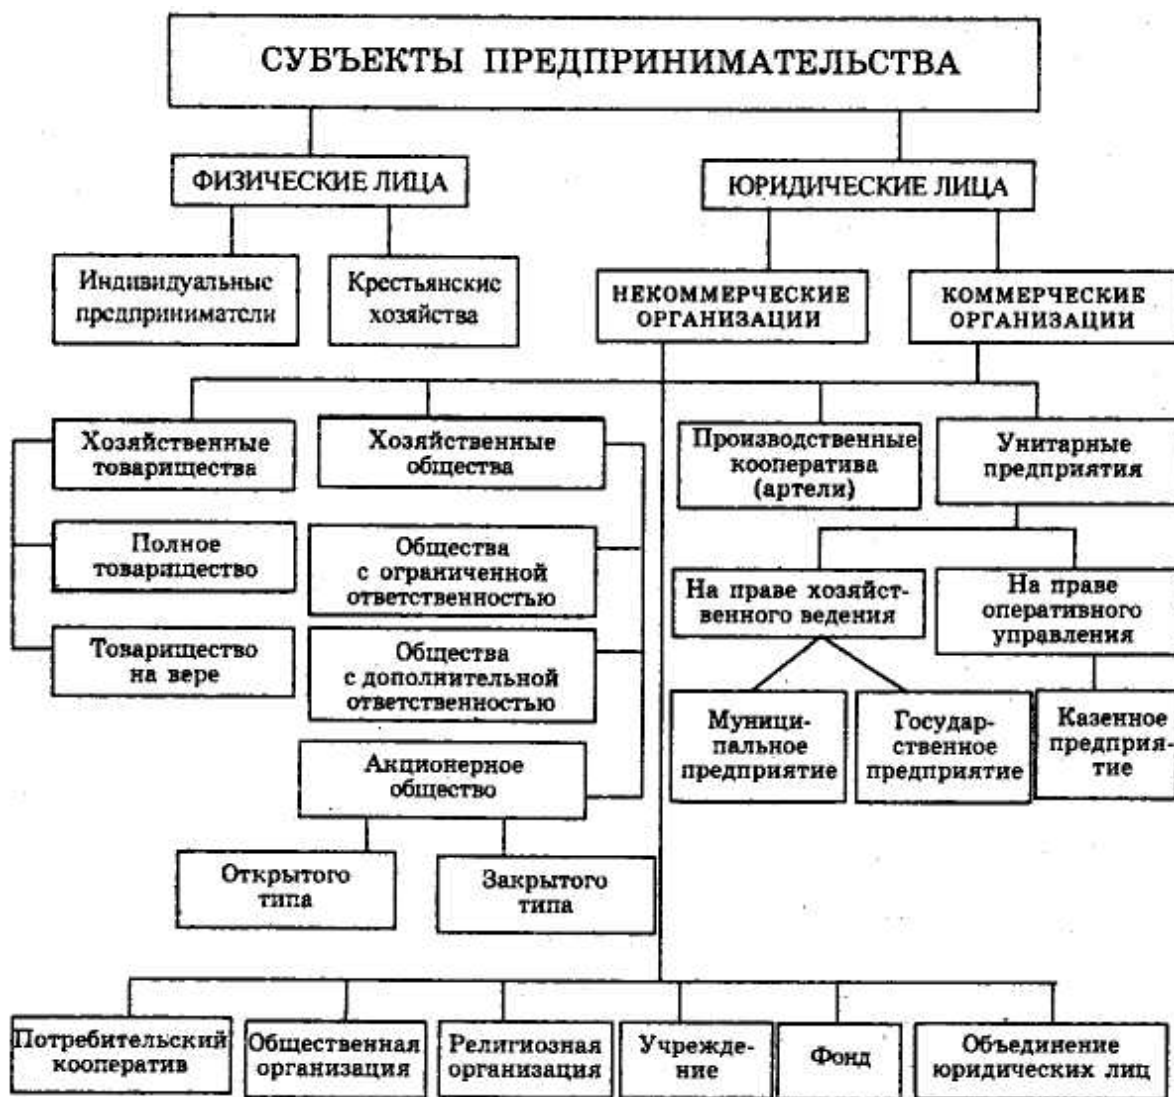 СУБЪЕКТЫ ПРЕДПРИНИМАТЕЛЬСТВА
ФИЗИЧЕСКИЕ ЛИЦА
ЮРИДИЧЕСКИЕ ЛИЦА
Индивидуальные
предприниматели
Крестьянские
хозяйства
НЕКОММЕРЧЕСКИЕ
ОРГАНИЗАЦИИ
КОММЕРЧЕСКИЕ
ОРГАНИЗАЦИИ
Хозяйственные
товарищества
Хозяйственные
общества
Производственные
кооператива
(артели)
Унитарные
предприятия
Полное
товарищество
Общества
с ограниченной
ответственностью
На праве хозяйст-
венного ведения
На праве
оперативного
управления
Товарищество
на вере
Общества
с дополнительной
ответственностью
Муници-
пальное
предприятие
Государ-
ственное
предприятие
Казенное
предприя-
тие
Акционерное
общество
Открытого
типа
Закрытого
типа
Потребительский
кооператив
Общественная
организация
Религиозная
организация
Учрежде-
ние
Фонд
Объединение
юридических лиц